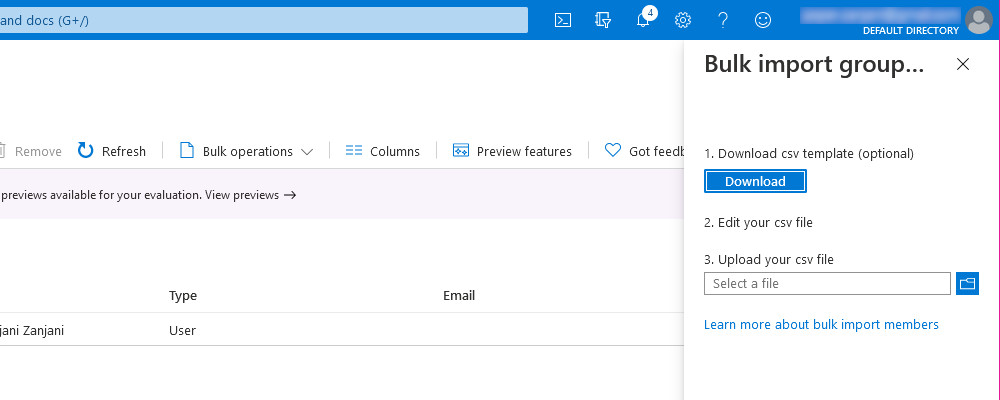 and docs (G+/)
4
DEFAULT DIRECTORY
Bulk import group...
Remove
Refresh
Bulk operations
Columns
Preview features
Got feedb
previews available for your evaluation. View previews →
1. Download csv template (optional)
Download
2. Edit your csv file
3. Upload your csv file
Select a file
Learn more about bulk import members
Type
Email
jani Zanjani
User